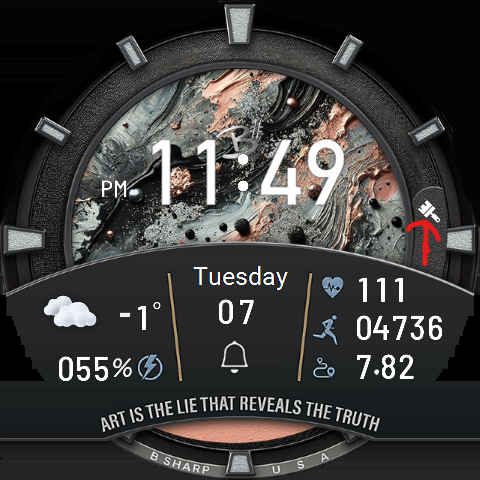 B#
PM 11:49
Tuesday
07
-1°
055%
111
04736
7.82
ART IS THE LIE THAT REVEALS THE TRUTH
B SHARP USA